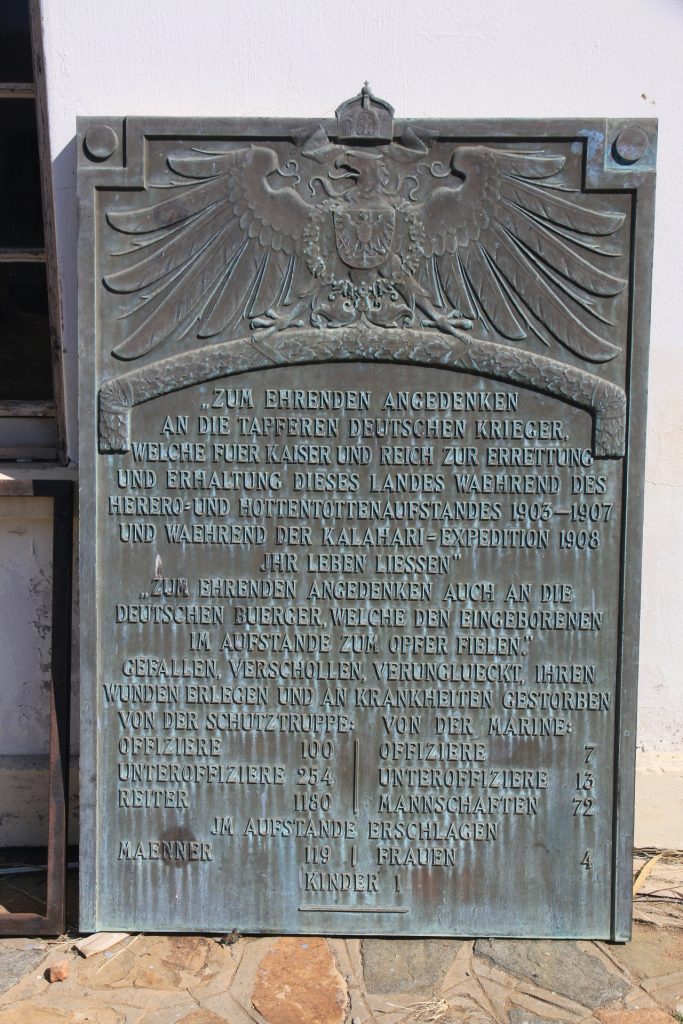 „ZUM EHRENDEN ANGEDENKEN
AN DIE TAPFEREN DEUTSCHEN KRIEGER,
WELCHE FUER KAISER UND REICH ZUR ERRETTUNG
UND ERHALTUNG DIESES LANDES WAEHREND DES
HERERO- UND HOTTENTOTTENAUFSTANDES 1903–1907
UND WAEHREND DER KALAHARI-EXPEDITION 1908
JHR LEBEN LIESSEN"
„ZUM EHRENDEN ANGEDENKEN AUCH AN DIE
DEUTSCHEN BUERGER, WELCHE DEN EINGEBORENEN
IM AUFSTANDE ZUM OPFER FIELEN."
GEFALLEN, VERSCHOLLEN, VERUNGLUECKT, IHREN
WUNDEN ERLEGEN UND AN KRANKHEITEN GESTORBEN
VON DER SCHUTZTRUPPE: VON DER MARINE:
OFFIZIERE 100 OFFIZIERE 7
UNTEROFFIZIERE 254 UNTEROFFIZIERE 13
REITER 1180 MANNSCHAFTEN 72
JM AUFSTANDE ERSCHLAGEN
MAENNER 119 FRAUEN 4
KINDER 1